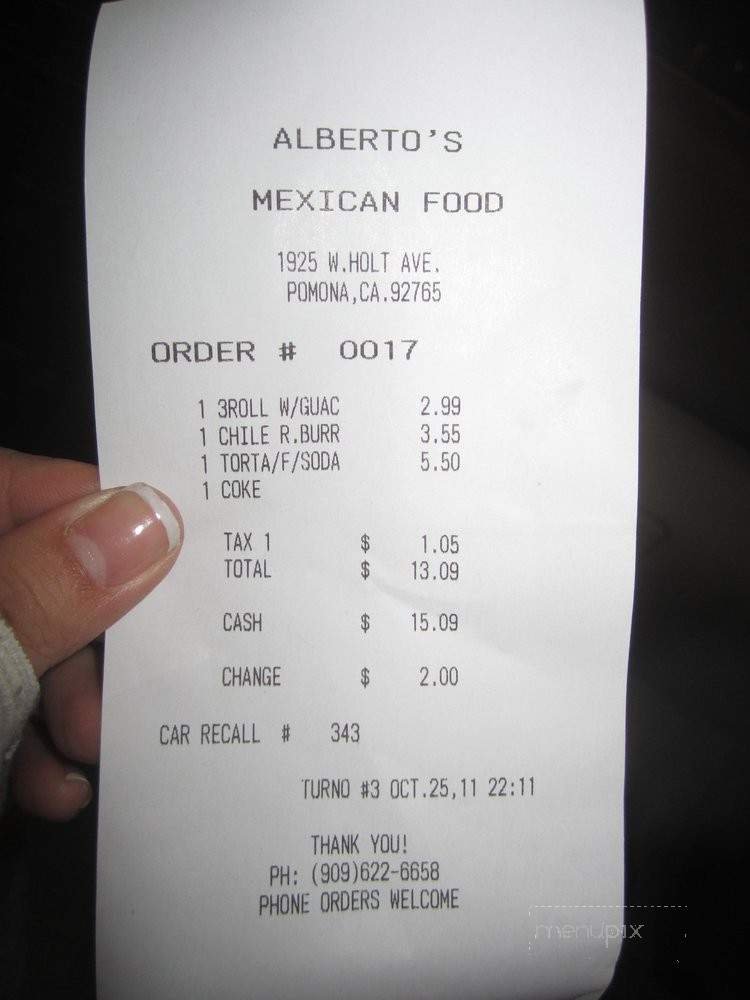 ALBERTO'S
MEXICAN FOOD
1925 W.HOLT AVE.
POMONA,CA.92765
ORDER # 0017
1 3ROLL W/GUAC 2.99
1 CHILE R.BURR 3.55
1 TORTA/F/SODA 5.50
1 COKE
TAX 1 $ 1.05
TOTAL $ 13.09
CASH $ 15.09
CHANGE $ 2.00
CAR RECALL # 343
TURNO #3 OCT.25,11 22:11
THANK YOU!
PH: (909)622-6658
PHONE ORDERS WELCOME
menupix